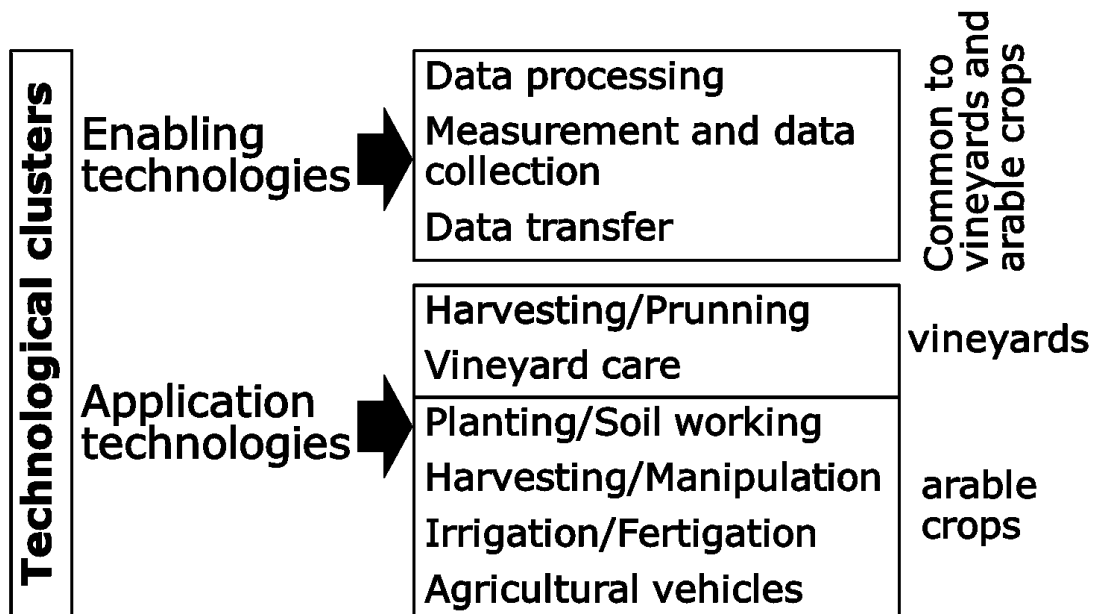 Technological clusters
Enabling
technologies
Data processing
Measurement and data
collection
Data transfer
Common to
vineyards and
arable crops
Application
technologies
Harvesting/Prunning
Vineyard care
vineyards
Planting/Soil working
Harvesting/Manipulation
Irrigation/Fertigation
Agricultural vehicles
arable
crops